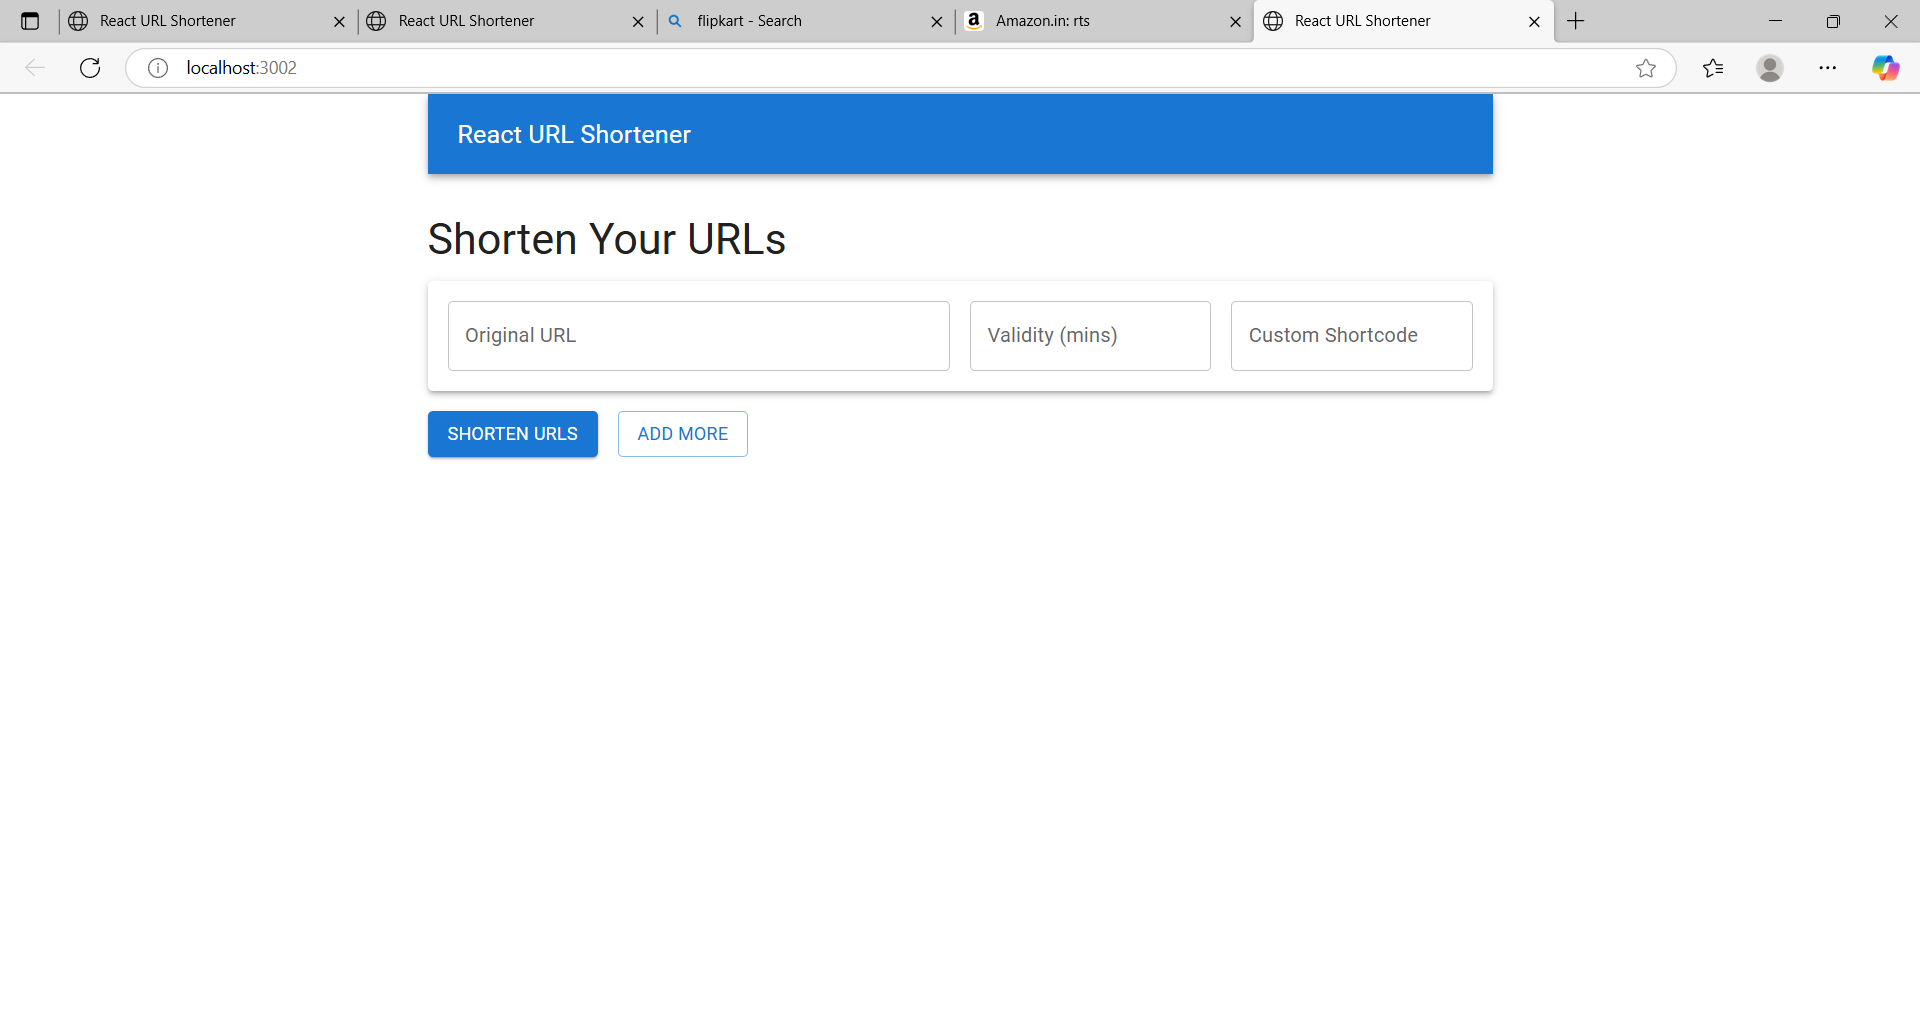 React URL Shortener
React URL Shortener
flipkart - Search
Amazon.in: rts
React URL Shortener
localhost:3002
React URL Shortener
Shorten Your URLs
Original URL
Validity (mins)
Custom Shortcode
SHORTEN URLS
ADD MORE